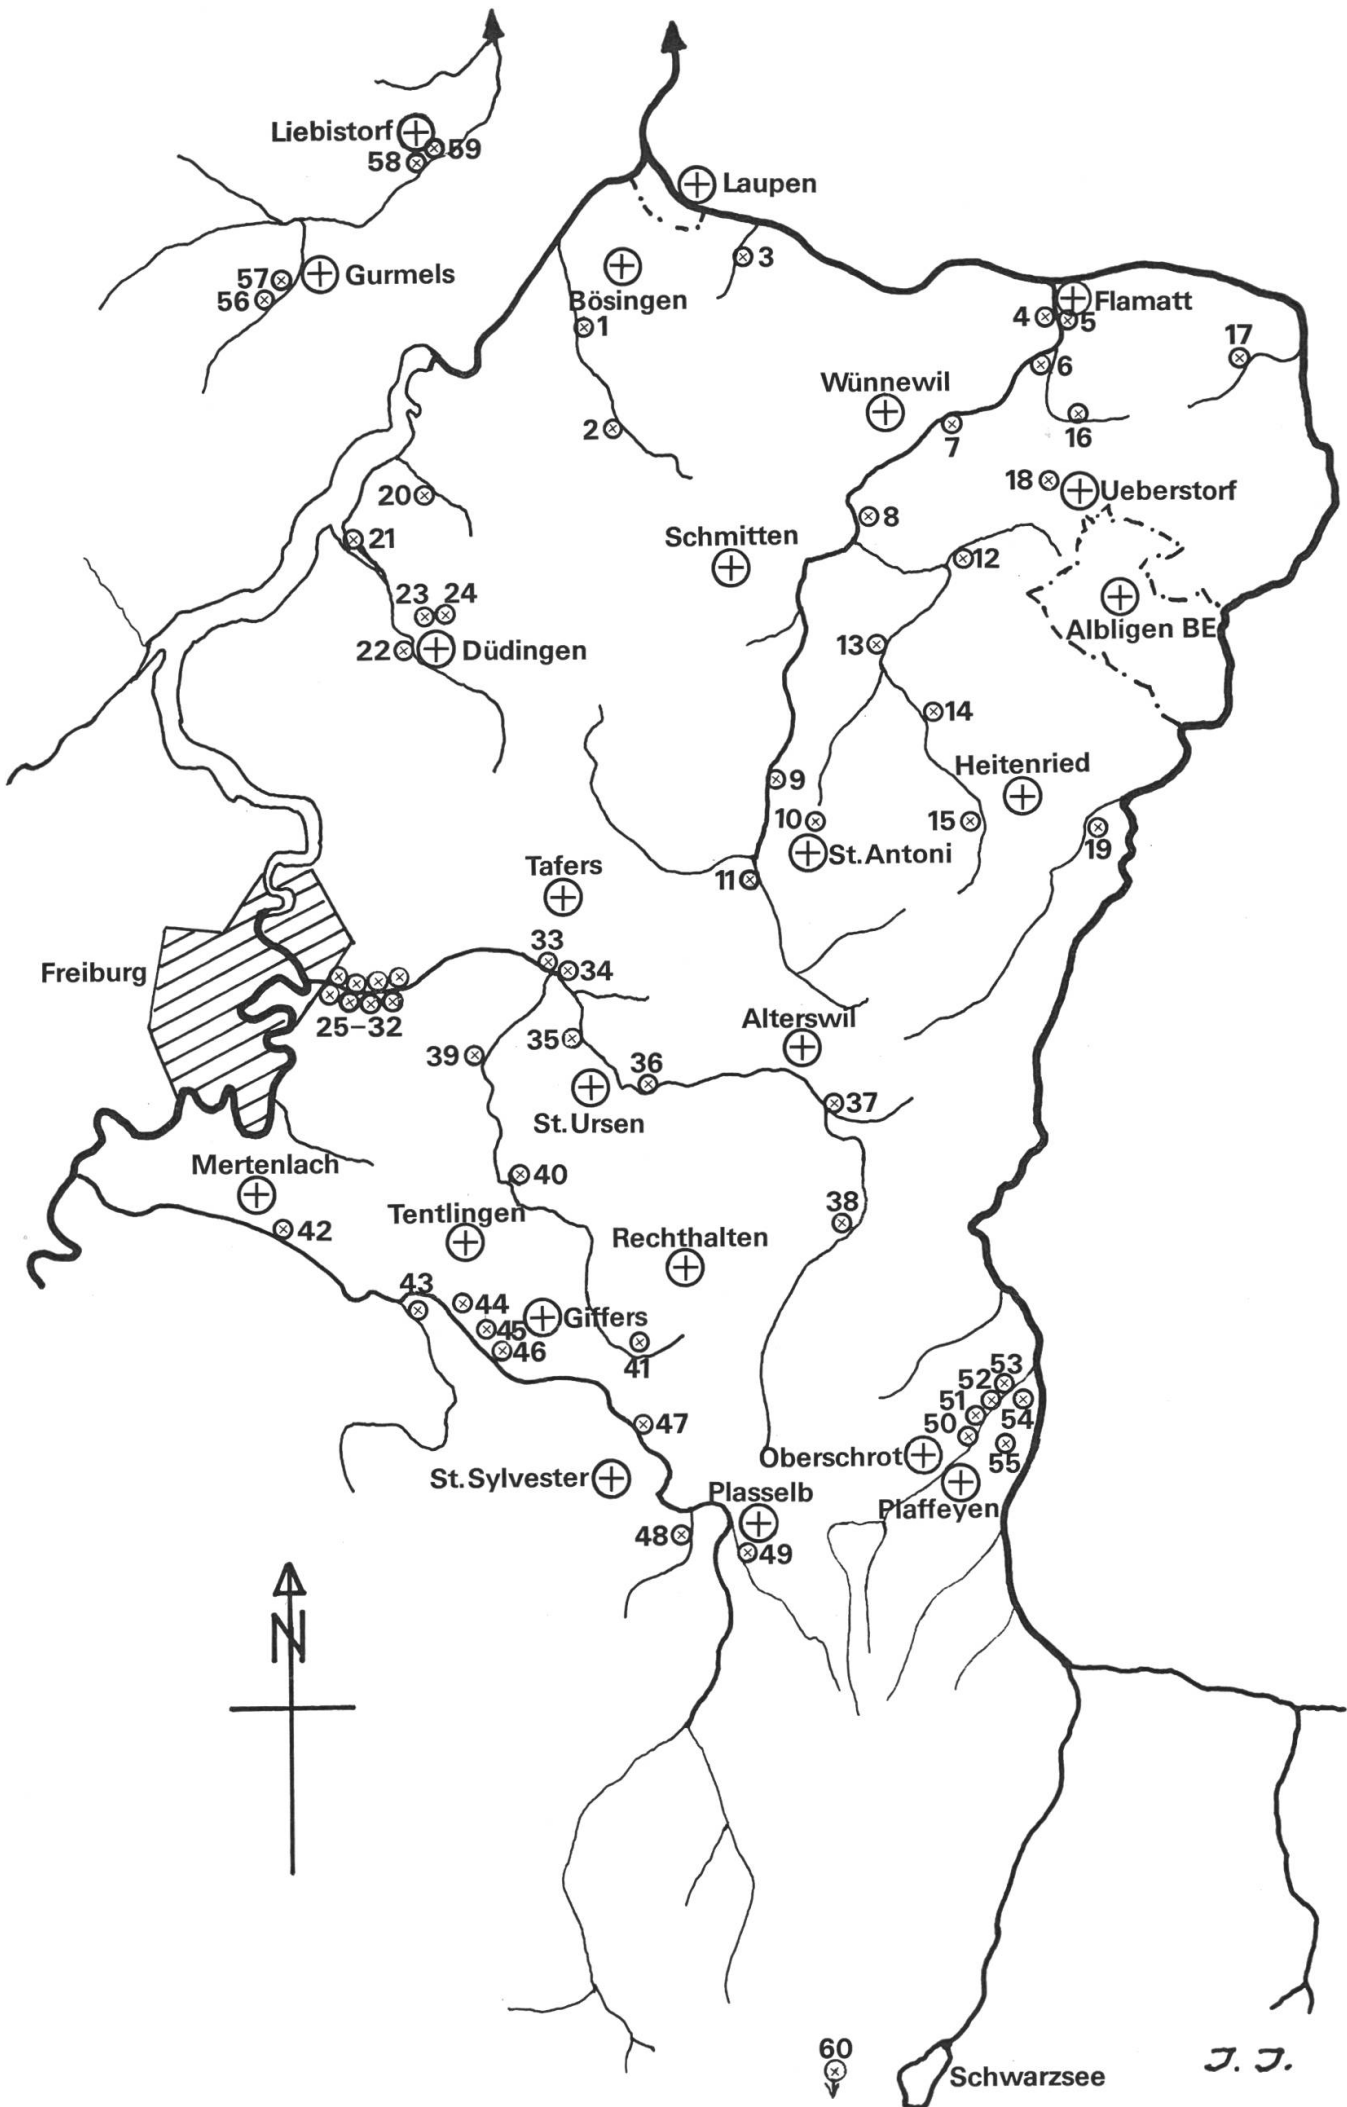 Liebistorf
59
58
Laupen
3
57
Gurmels
56
Bösingen
1
Flamatt
4
5
17
6
Wünnewil
2
7
16
18
Ueberstorf
20
8
Schmitten
21
12
23
24
Albligen BE
13
22
Düdingen
14
Heitenried
9
10
15
St. Antoni
19
Tafers
11
33
34
Freiburg
25–32
Alterswil
35
39
36
37
St. Ursen
Mertenlach
40
38
Tentlingen
42
Rechthalten
43
44
Giffers
45
46
41
53
52
51
54
50
47
55
Oberschrot
St. Sylvester
Plasselb
Plaffeyen
48
49
N
60
Schwarzsee
J. J.